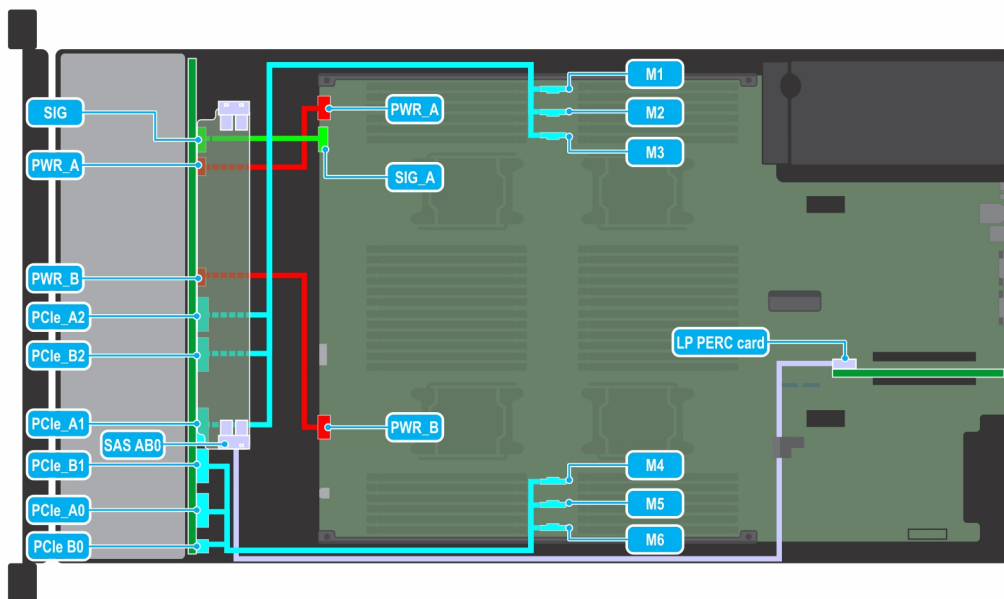 SIG
PWR_A
PWR_B
PCIe_A2
PCIe_B2
PCIe_A1
SAS AB0
PCIe_B1
PCIe_A0
PCIe B0
PWR_A
SIG_A
PWR_B
M1
M2
M3
LP PERC card
M4
M5
M6